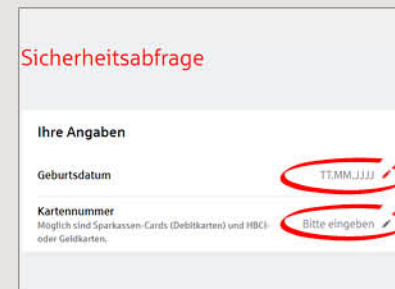 Sicherheitsabfrage
Ihre Angaben
Geburtsdatum
TT.MM.JJJJ
Kartennummer
Möglich sind Sparkassen-Cards (Debitkarten) und HBCI-
oder Geldkarten.
Bitte eingeben